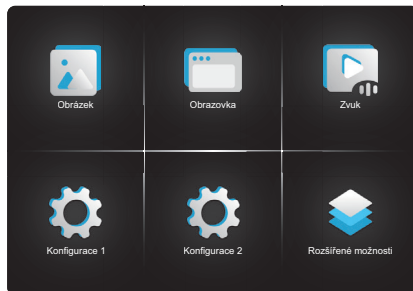 Obrázek
Obrazovka
Zvuk
Konfigurace 1
Konfigurace 2
Rozšířené možnosti